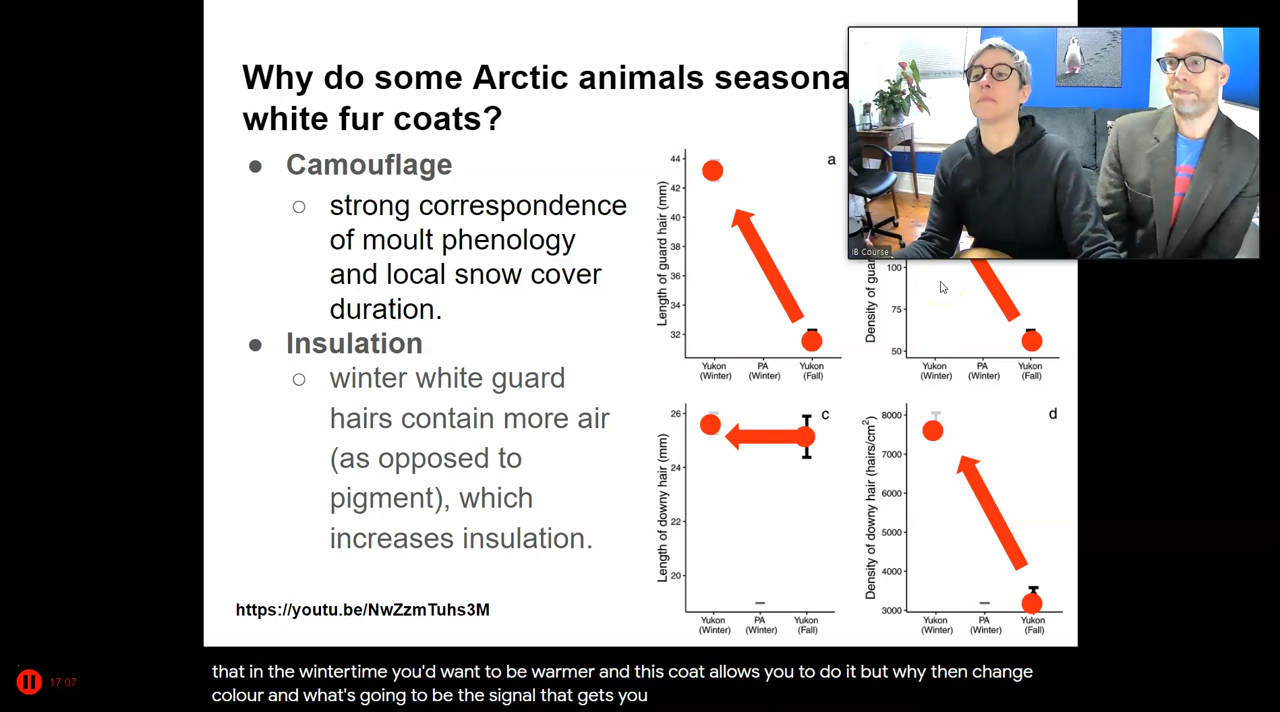 Why do some Arctic animals seasona
white fur coats?
● Camouflage
○ strong correspondence
of moult phenology
and local snow cover
duration.
● Insulation
○ winter white guard
hairs contain more air
(as opposed to
pigment), which
increases insulation.
https://youtu.be/NwZzmTuhs3M
a
Length of guard hair (mm)
44
42
40
38
36
34
32
Yukon (Winter)
PA (Winter)
Yukon (Fall)
Density of gua
100
75
50
Yukon (Winter)
PA (Winter)
Yukon (Fall)
c
Length of downy hair (mm)
26
24
22
20
Yukon (Winter)
PA (Winter)
Yukon (Fall)
d
Density of downy hair (hairs/cm²)
8000
7000
6000
5000
4000
3000
Yukon (Winter)
PA (Winter)
Yukon (Fall)
IB Course
17:07
that in the wintertime you'd want to be warmer and this coat allows you to do it but why then change
colour and what's going to be the signal that gets you